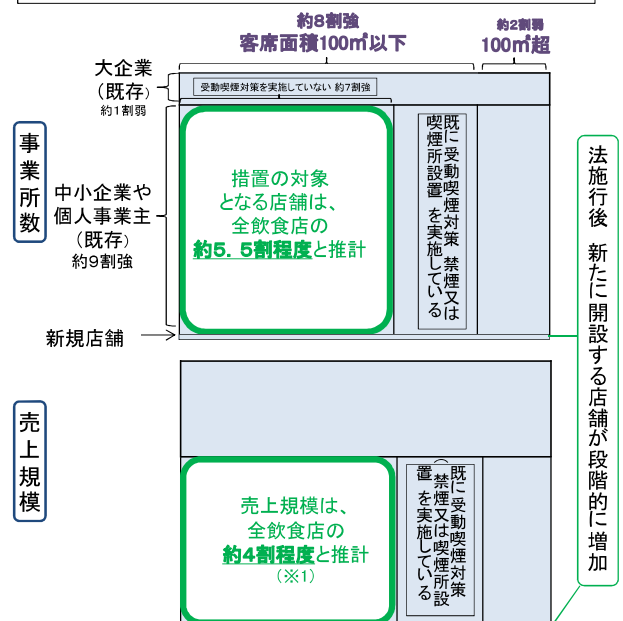 約8割強
客席面積100㎡以下
約2割弱
100㎡超
大企業
（既存）
約1割弱
受動喫煙対策を実施していない 約7割強
事業所数
中小企業や
個人事業主
（既存）
約9割強
措置の対象
となる店舗は、
全飲食店の
約5．5割程度と推計
既に受動喫煙対策 禁煙又は
喫煙所設置 を実施している
新規店舗
法施行後 新たに開設する店舗が段階的に増加
売上規模
売上規模は、
全飲食店の
約4割程度と推計
（※1）
既に受動喫煙対策
（禁煙又は喫煙所設
置 を実施している